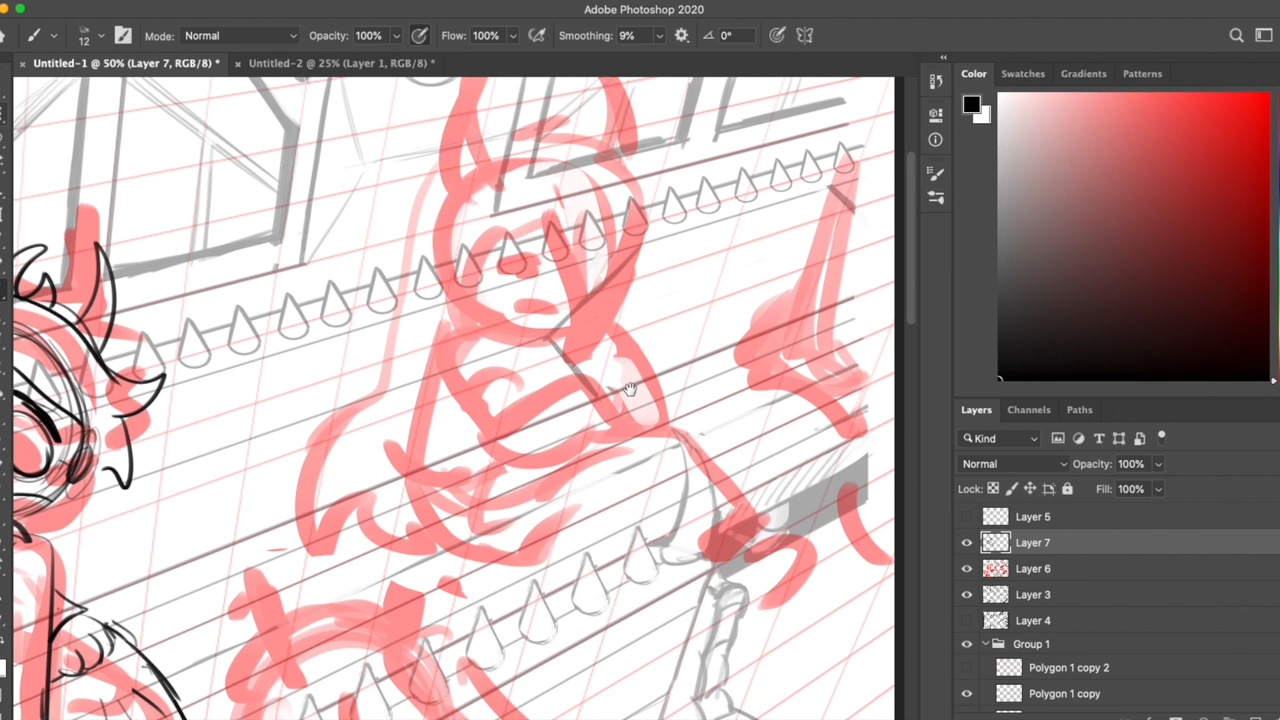 Adobe Photoshop 2020
12 Mode: Normal Opacity: 100% Flow: 100% Smoothing: 9% 0°
× Untitled-1 @ 50% (Layer 7, RGB/8) * × Untitled-2 @ 25% (Layer 1, RGB/8) *
Color Swatches Gradients Patterns
Layers Channels Paths
Kind
Normal Opacity: 100%
Lock: Fill: 100%
Layer 5
Layer 7
Layer 6
Layer 3
Layer 4
Group 1
Polygon 1 copy 2
Polygon 1 copy